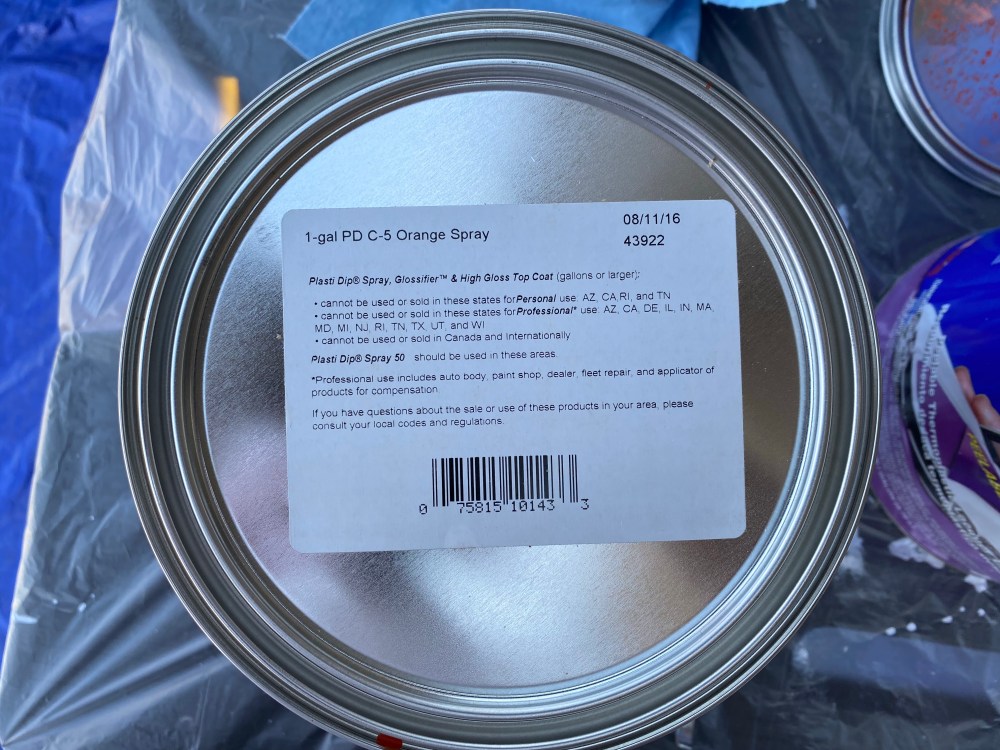 1-gal PD C-5 Orange Spray
08/11/16
43922
Plasti Dip® Spray, Glossifier™ & High Gloss Top Coat (gallons or larger):
• cannot be used or sold in these states for Personal use: AZ, CA,RI, and TN
• cannot be used or sold in these states for Professional* use: AZ, CA, DE, IL, IN, MA,
MD, MI, NJ, RI, TN, TX, UT, and WI
• cannot be used or sold in Canada and Internationally
Plasti Dip® Spray 50 should be used in these areas.
*Professional use includes auto body, paint shop, dealer, fleet repair, and applicator of
products for compensation.
If you have questions about the sale or use of these products in your area, please
consult your local codes and regulations.
0 75815 10143 3